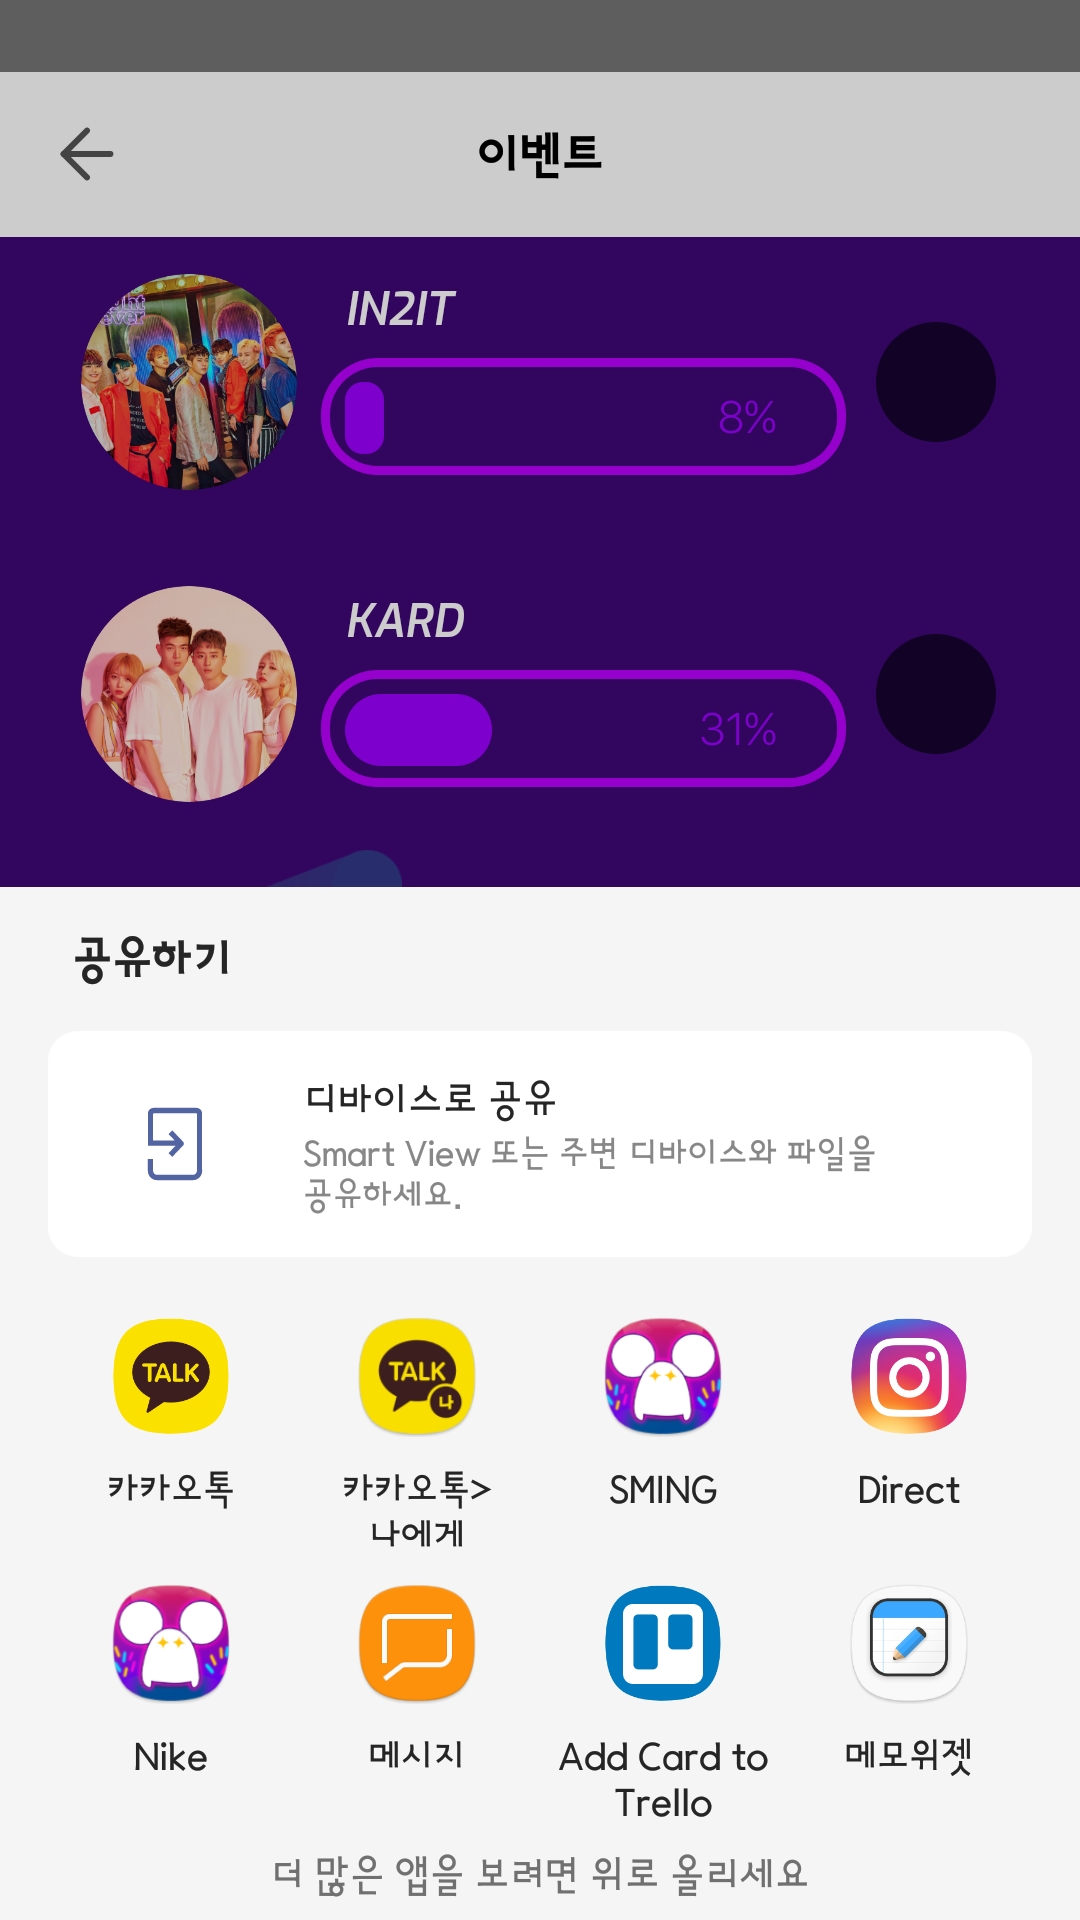 이벤트
IN2IT
8%
KARD
31%
공유하기
디바이스로 공유
Smart View 또는 주변 디바이스와 파일을
공유하세요.
TALK
TALK
나
카카오톡
카카오톡>
나에게
SMING
Direct
Nike
메시지
Add Card to
Trello
메모위젯
더 많은 앱을 보려면 위로 올리세요